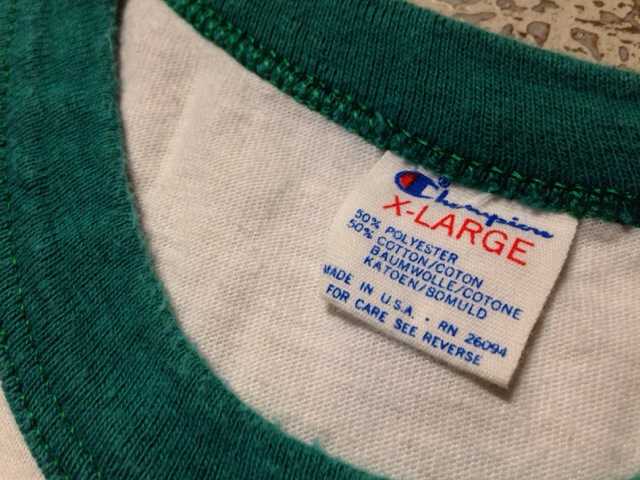 Champion
X-LARGE
50% POLYESTER
50% COTTON/COTON
BAUMWOLLE/COTONE
KATOEN/BOMULD
MADE IN U.S.A. · RN 26094
FOR CARE SEE REVERSE